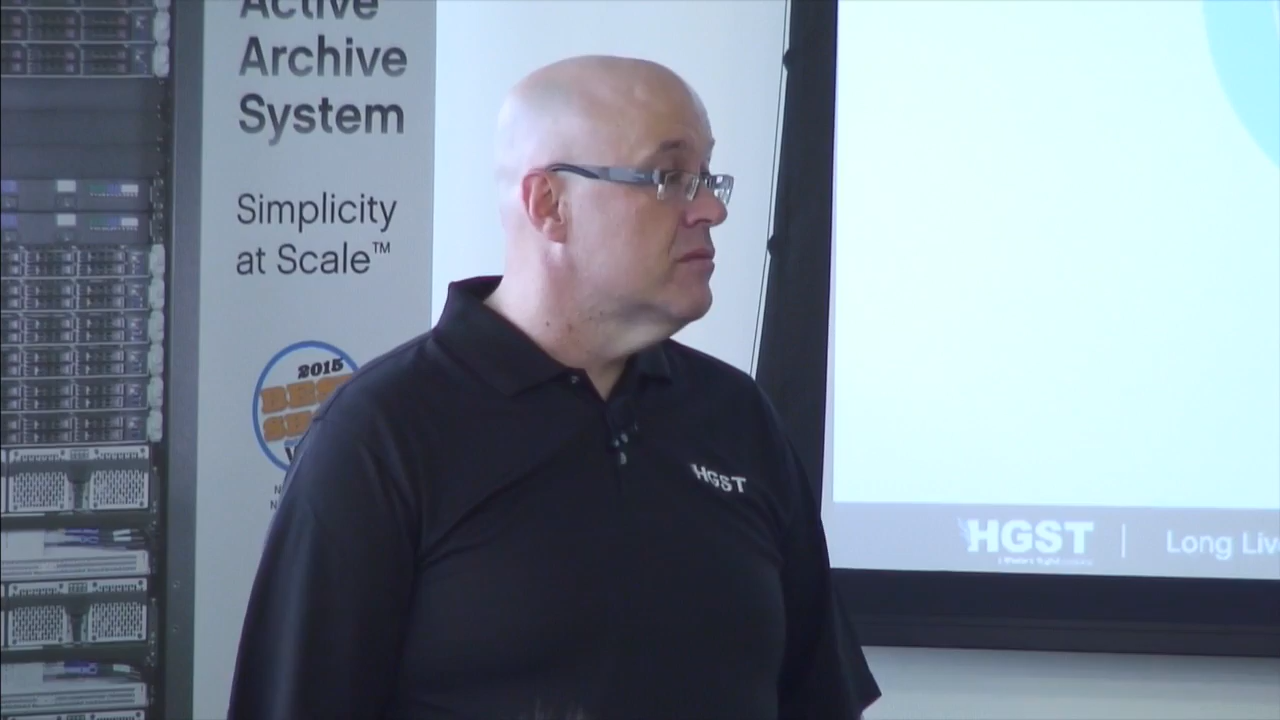 Active
Archive
System
Simplicity
at Scale™
2015
HGST
HGST | Long Liv